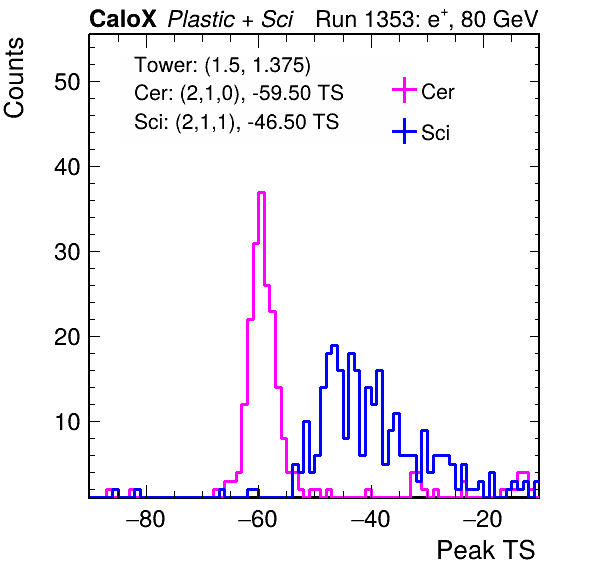 CaloX Plastic + Sci Run 1353: e⁺, 80 GeV
Tower: (1.5, 1.375)
Cer: (2,1,0), -59.50 TS
Sci: (2,1,1), -46.50 TS
Cer
Sci
Counts
50
40
30
20
10
−80 −60 −40 −20
Peak TS